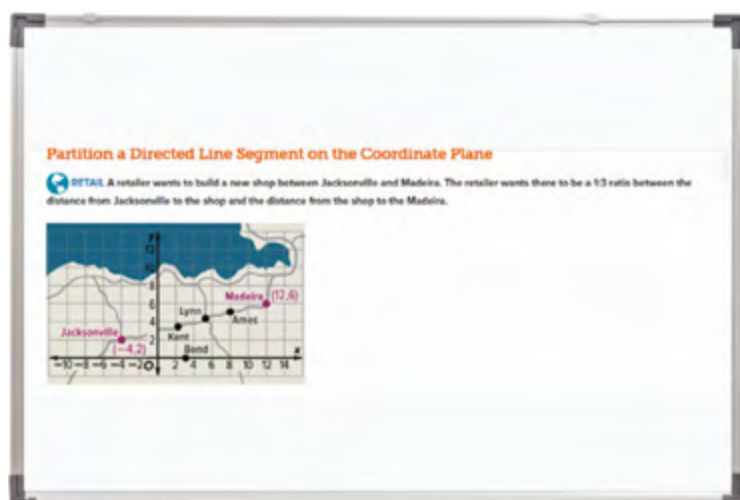 Partition a Directed Line Segment on the Coordinate Plane
RETAIL A retailer wants to build a new shop between Jacksonville and Madeira. The retailer wants there to be a 1:3 ratio between the
distance from Jacksonville to the shop and the distance from the shop to the Madeira.
y
12
10
8
Madeira (12,6)
6
Lynn
Ames
4
Jacksonville
Kent
2
(−4,2)
Bend
x
−10 −8 −6 −4 −2 O 2 4 6 8 10 12 14